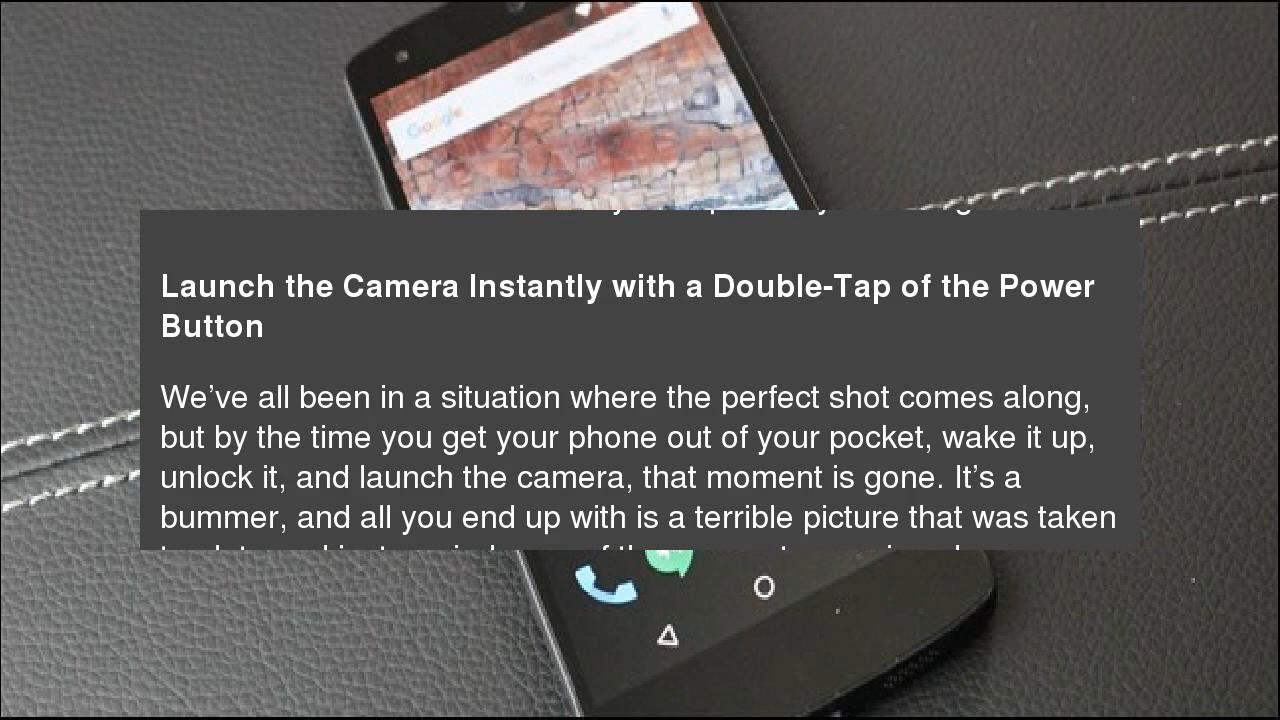 Google
Launch the Camera Instantly with a Double-Tap of the Power
Button
We’ve all been in a situation where the perfect shot comes along,
but by the time you get your phone out of your pocket, wake it up,
unlock it, and launch the camera, that moment is gone. It’s a
bummer, and all you end up with is a terrible picture that was taken